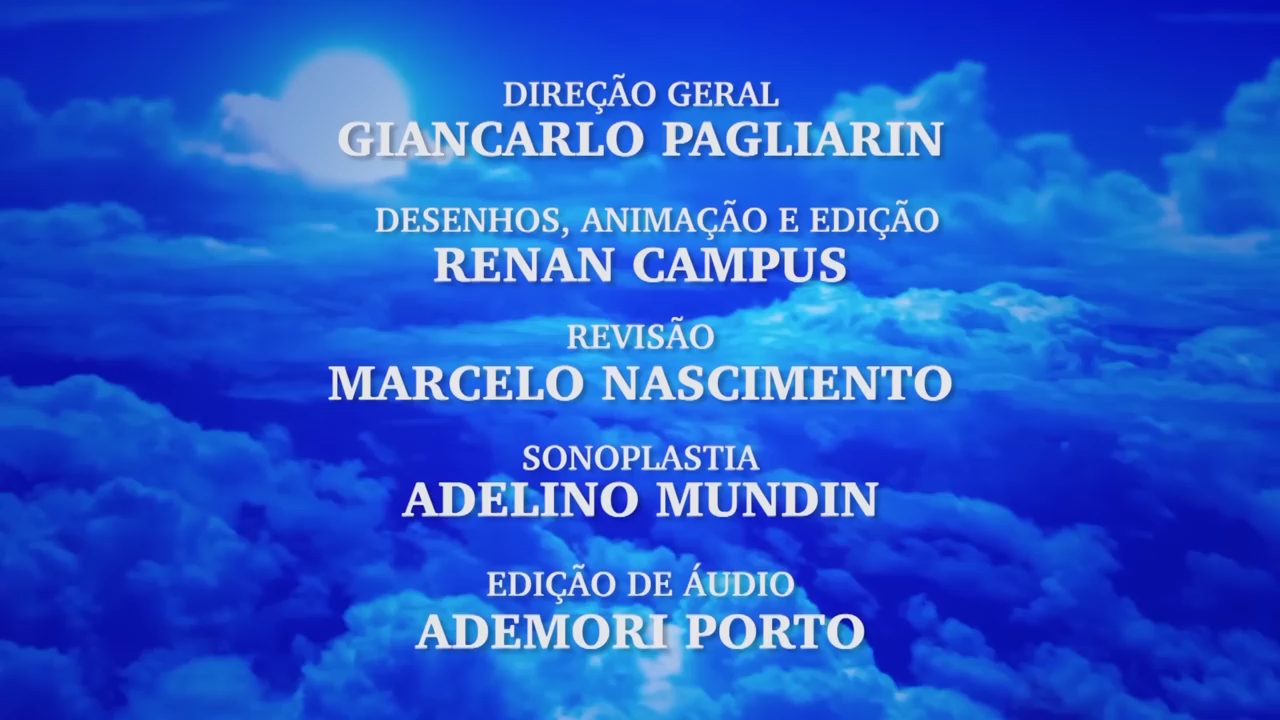 DIREÇÃO GERAL
GIANCARLO PAGLIARIN
DESENHOS, ANIMAÇÃO E EDIÇÃO
RENAN CAMPUS
REVISÃO
MARCELO NASCIMENTO
SONOPLASTIA
ADELINO MUNDIN
EDIÇÃO DE ÁUDIO
ADEMORI PORTO